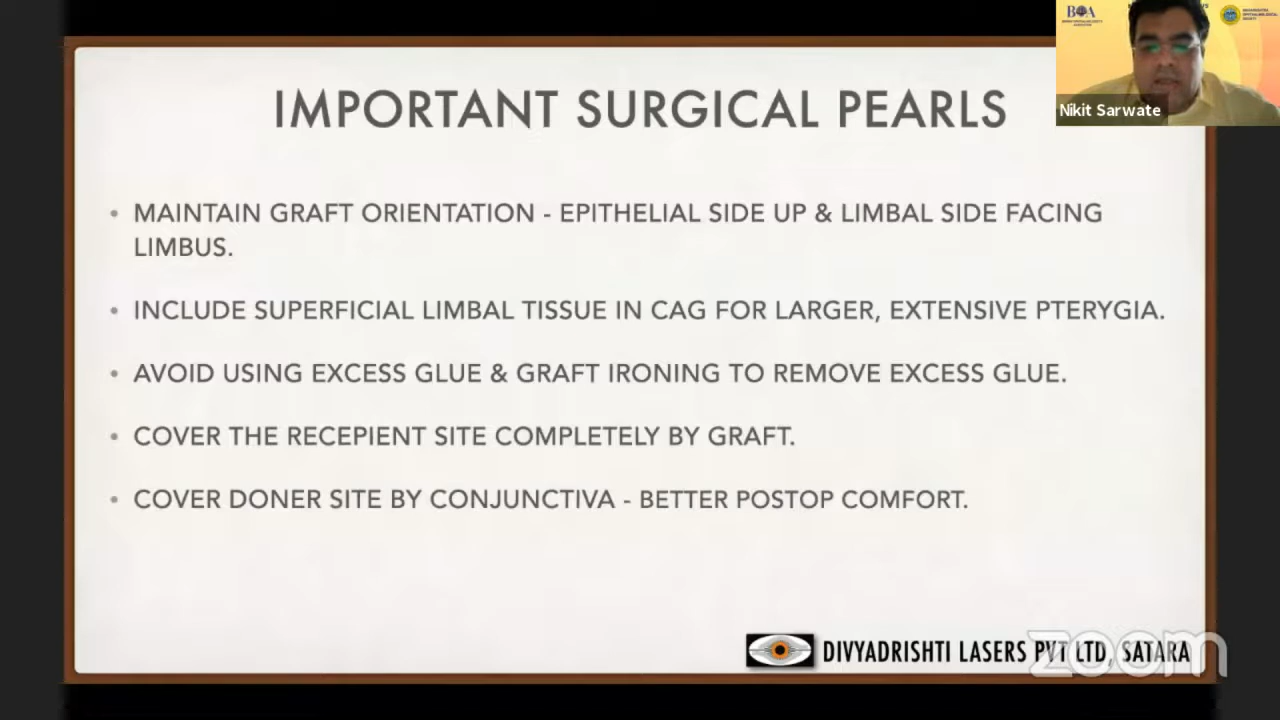 BOA
Nikit Sarwate
IMPORTANT SURGICAL PEARLS
• MAINTAIN GRAFT ORIENTATION - EPITHELIAL SIDE UP & LIMBAL SIDE FACING
LIMBUS.
• INCLUDE SUPERFICIAL LIMBAL TISSUE IN CAG FOR LARGER, EXTENSIVE PTERYGIA.
• AVOID USING EXCESS GLUE & GRAFT IRONING TO REMOVE EXCESS GLUE.
• COVER THE RECEPIENT SITE COMPLETELY BY GRAFT.
• COVER DONER SITE BY CONJUNCTIVA - BETTER POSTOP COMFORT.
DIVYADRISHTI LASERS PVT LTD, SATARA
zoom